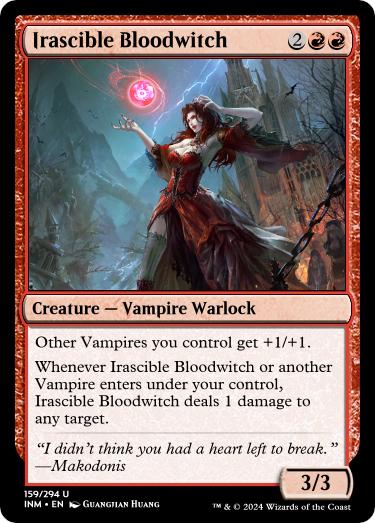 Irascible Bloodwitch 2
Creature — Vampire Warlock
Other Vampires you control get +1/+1.
Whenever Irascible Bloodwitch or another
Vampire enters under your control,
Irascible Bloodwitch deals 1 damage to
any target.
“I didn’t think you had a heart left to break.”
—Makodonis
3/3
159/294 U
INM • EN Guangjian Huang
™ & © 2024 Wizards of the Coast